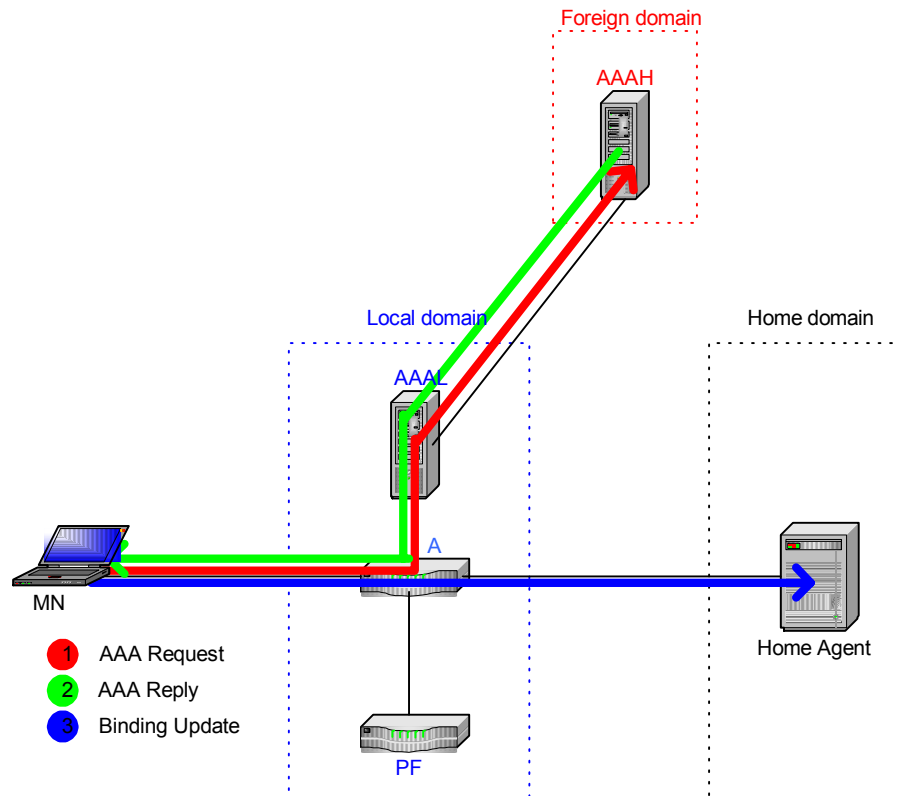 Foreign domain
AAAH
Local domain
Home domain
AAAL
A
MN
Home Agent
1 AAA Request
2 AAA Reply
3 Binding Update
PF